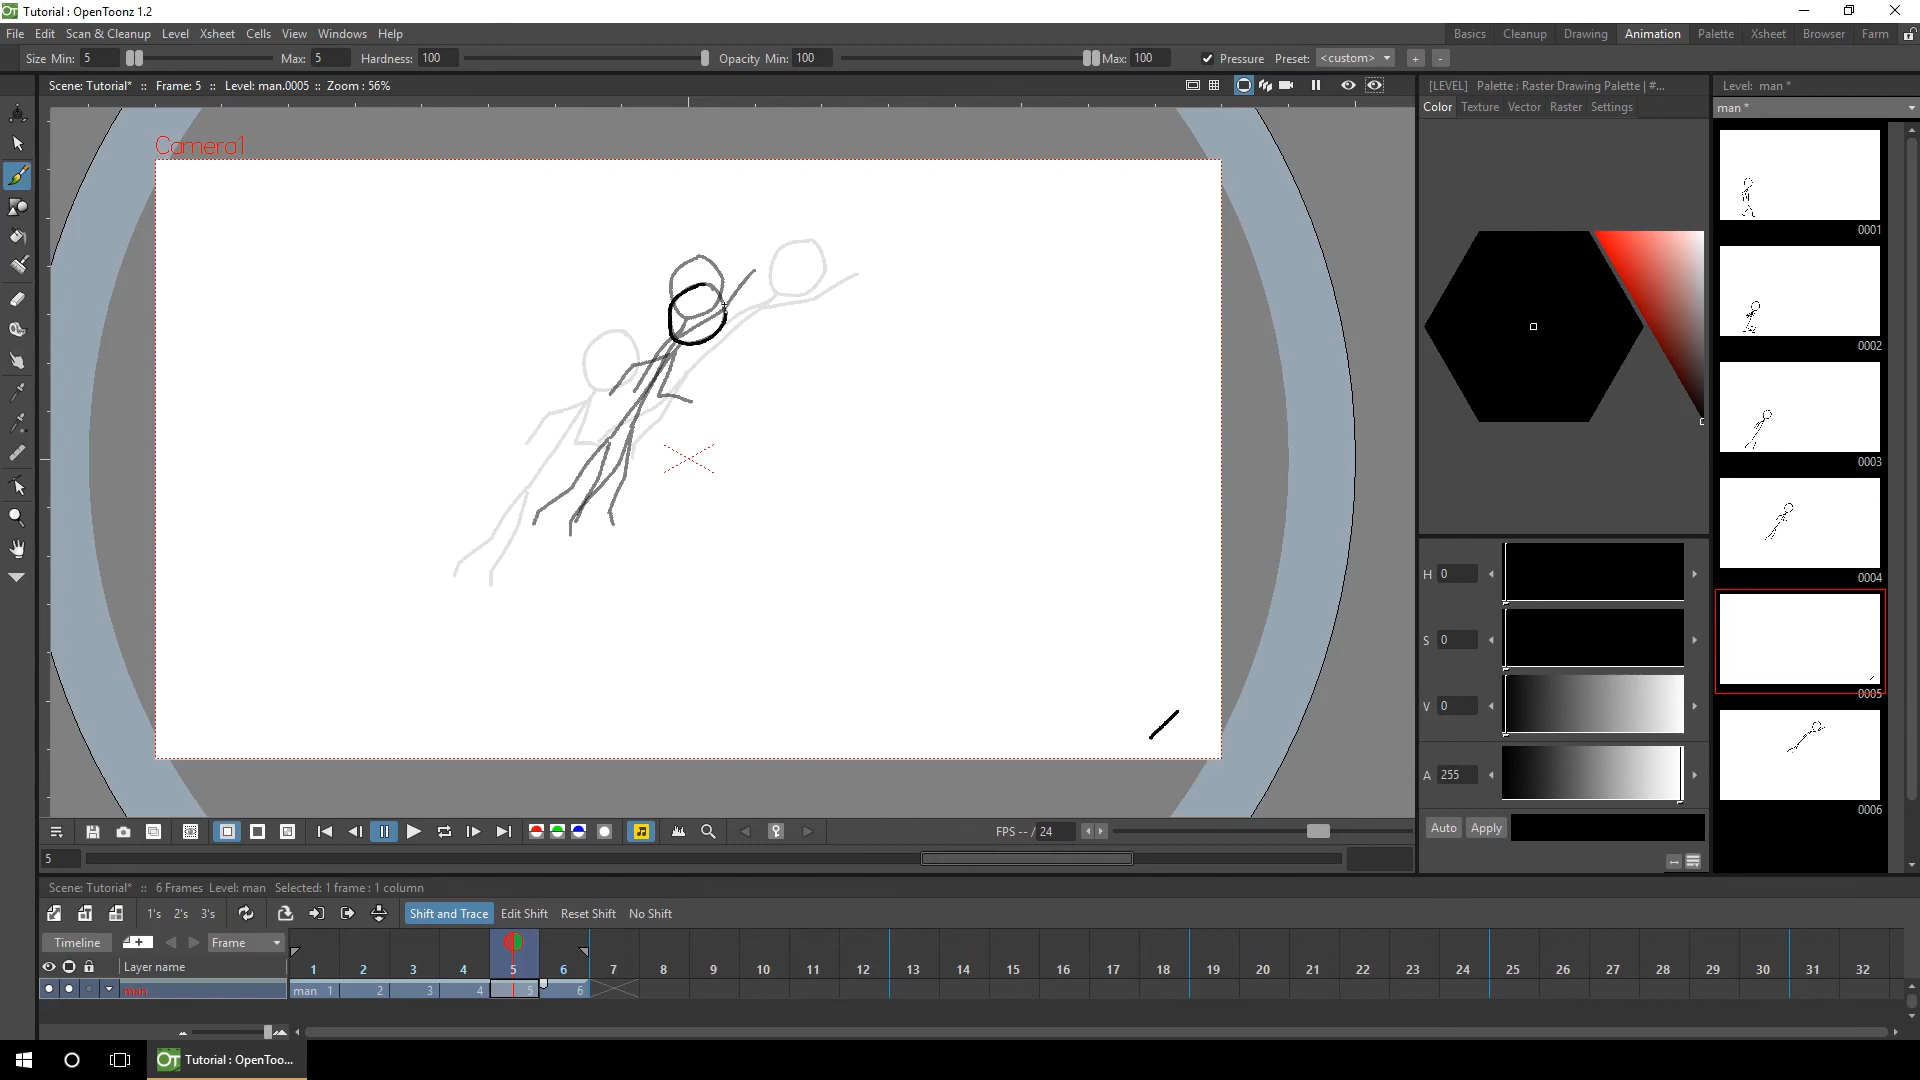 Tutorial : OpenToonz 1.2
File Edit Scan & Cleanup Level Xsheet Cells View Windows Help
Basics Cleanup Drawing Animation Palette Xsheet Browser Farm
Size Min: 5 Max: 5 Hardness: 100 Opacity Min: 100 Max: 100 Pressure Preset: <custom> + -
Scene: Tutorial* :: Frame: 5 :: Level: man.0005 :: Zoom : 56%
[LEVEL] Palette : Raster Drawing Palette | #...
Level: man *
Color Texture Vector Raster Settings
man *
Camera1
0001
0002
0003
0004
0005
0006
H 0
S 0
V 0
A 255
Auto Apply
FPS -- / 24
5
Scene: Tutorial* :: 6 Frames Level: man Selected: 1 frame : 1 column
1's 2's 3's Shift and Trace Edit Shift Reset Shift No Shift
Timeline Frame
1 2 3 4 5 6 7 8 9 10 11 12 13 14 15 16 17 18 19 20 21 22 23 24 25 26 27 28 29 30 31 32
Layer name
man man 1 2 3 4 5 6
OT Tutorial : OpenToo...